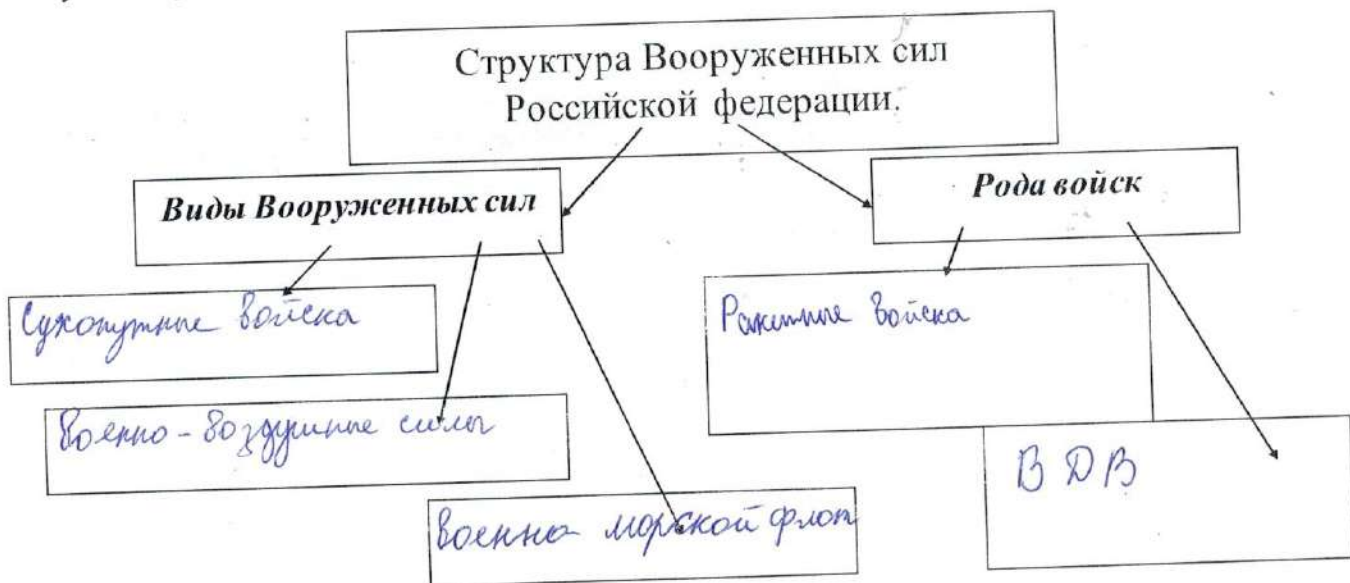 Структура Вооруженных сил
Российской федерации.
Виды Вооруженных сил
Рода войск
Сухопутные войска
Ракетные войска
Военно-воздушные силы
ВДВ
Военно морской флот